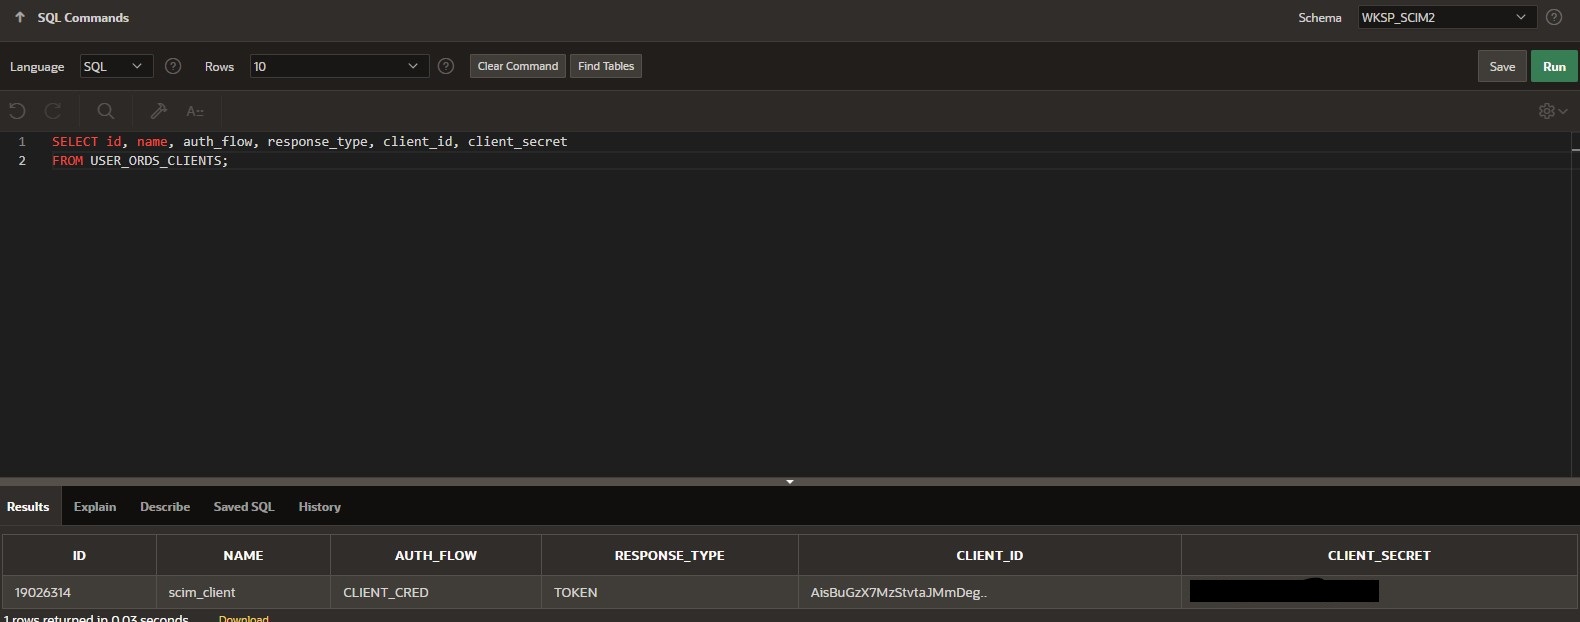 SQL Commands
Schema WKSP_SCIM2
Language SQL Rows 10 Clear Command Find Tables Save Run
1 SELECT id, name, auth_flow, response_type, client_id, client_secret
2 FROM USER_ORDS_CLIENTS;
Results Explain Describe Saved SQL History
ID NAME AUTH_FLOW RESPONSE_TYPE CLIENT_ID CLIENT_SECRET
19026314 scim_client CLIENT_CRED TOKEN AisBuGzX7MzStvtaJMmDeg..
1 rows returned in 0.03 seconds Download